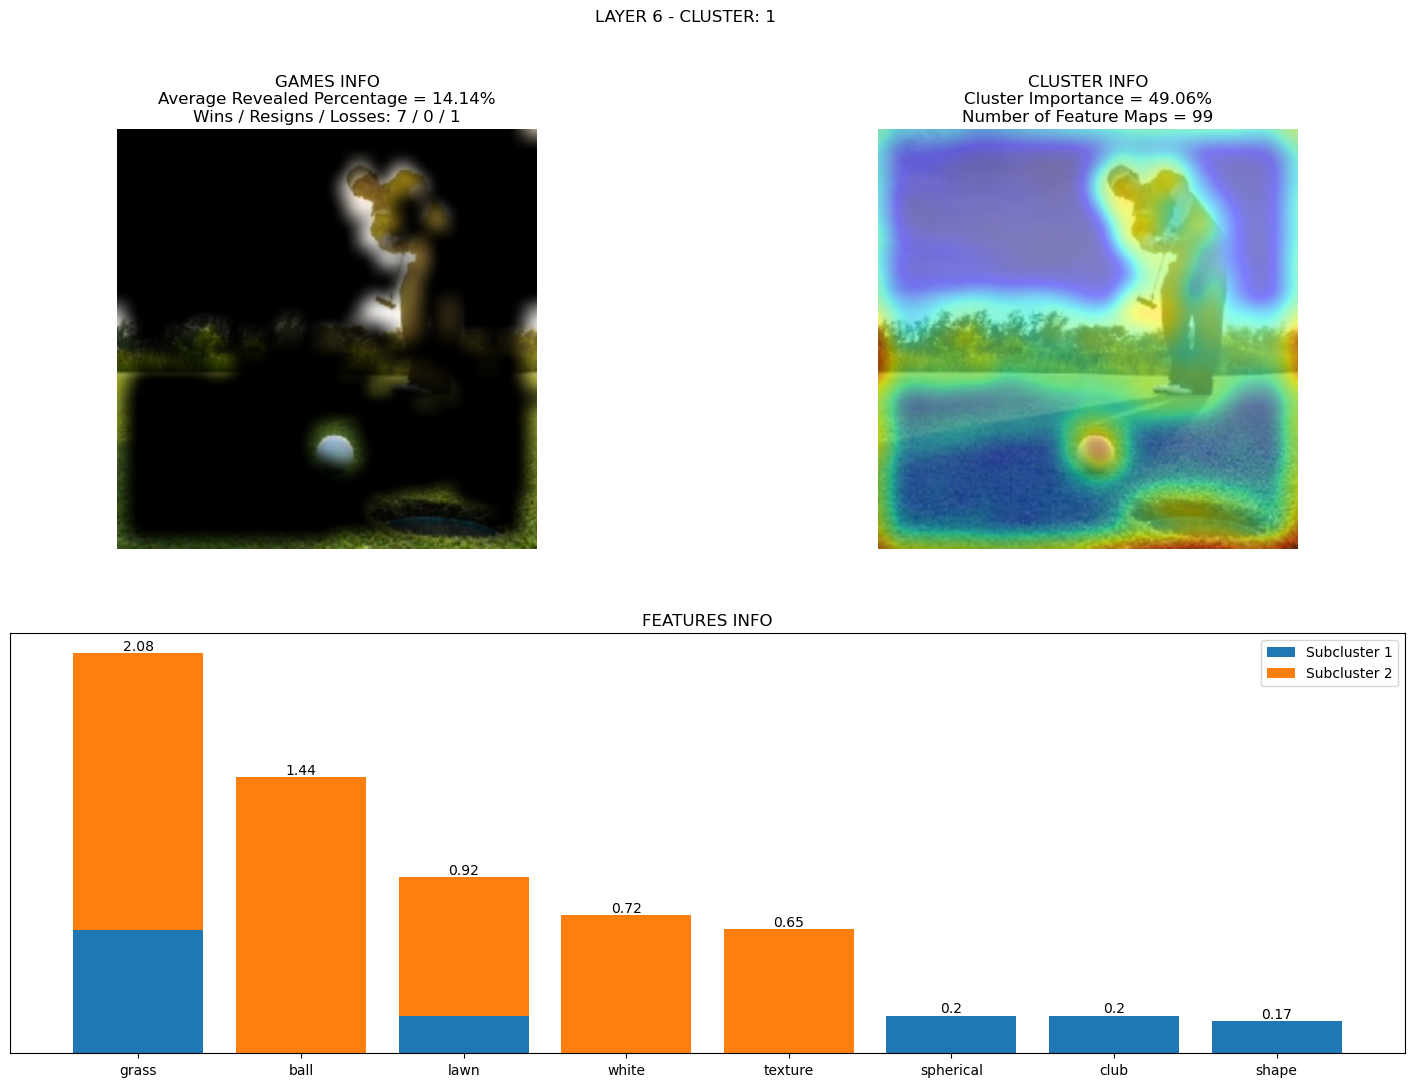 LAYER 6 - CLUSTER: 1
GAMES INFO
Average Revealed Percentage = 14.14%
Wins / Resigns / Losses: 7 / 0 / 1
CLUSTER INFO
Cluster Importance = 49.06%
Number of Feature Maps = 99
FEATURES INFO
Subcluster 1
Subcluster 2
2.08
1.44
0.92
0.72
0.65
0.2
0.2
0.17
grass
ball
lawn
white
texture
spherical
club
shape